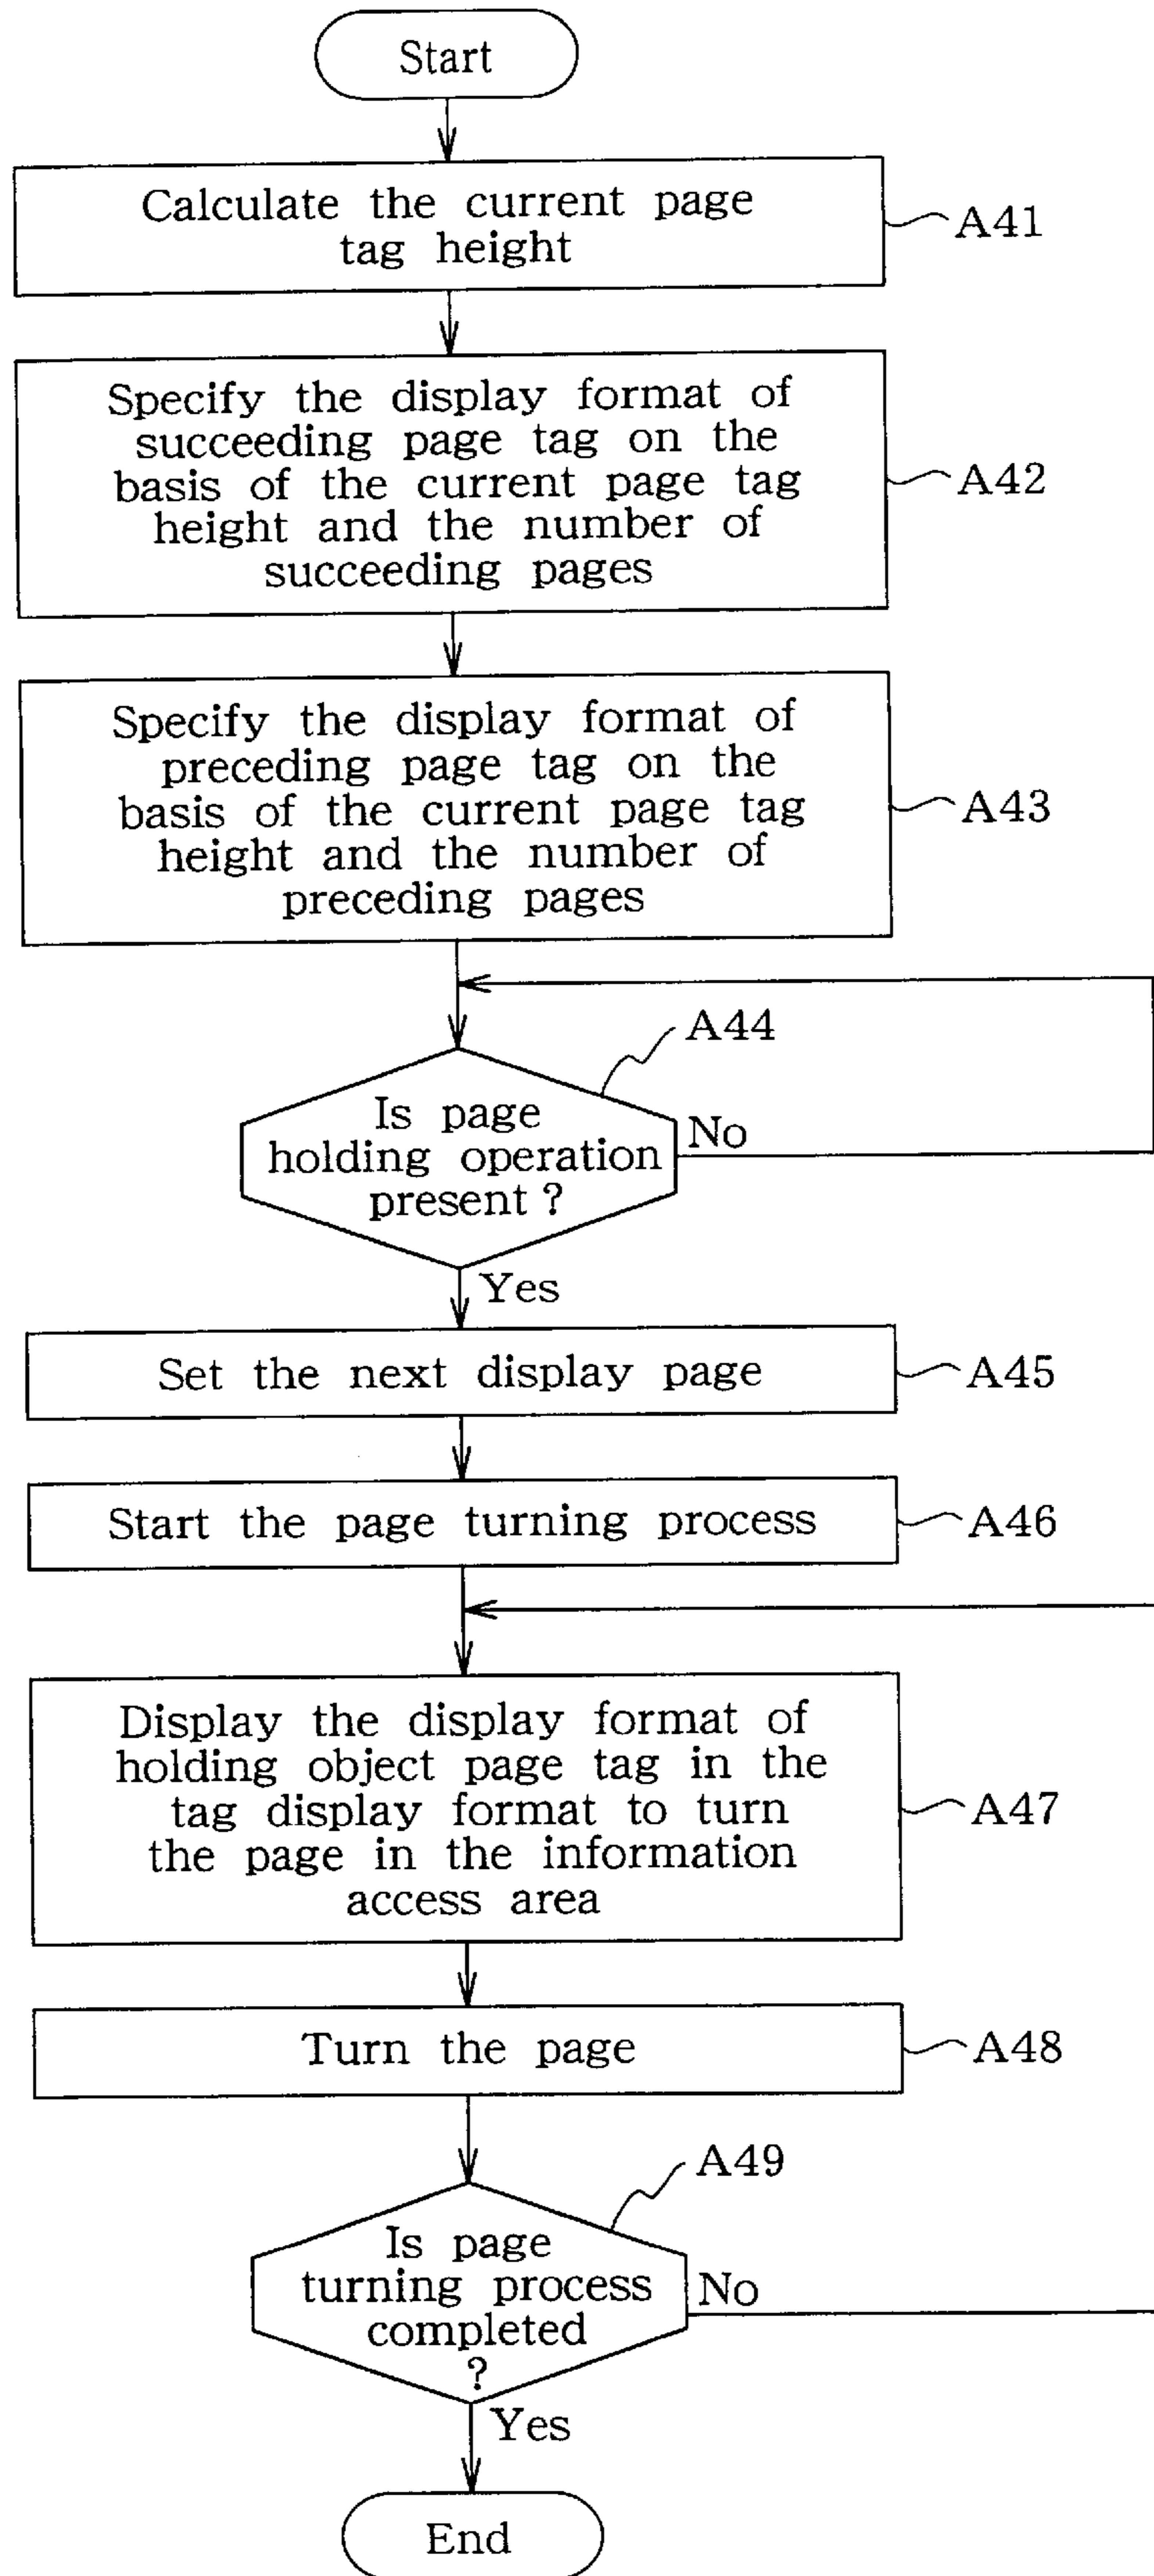 Start
Calculate the current page
tag height
A41
Specify the display format of
succeeding page tag on the
basis of the current page tag
height and the number of
succeeding pages
A42
Specify the display format of
preceding page tag on the
basis of the current page tag
height and the number of
preceding pages
A43
A44
Is page
holding operation
present ?
No
Yes
Set the next display page
A45
Start the page turning process
A46
Display the display format of
holding object page tag in the
tag display format to turn
the page in the information
access area
A47
Turn the page
A48
A49
Is page
turning process
completed
?
No
Yes
End